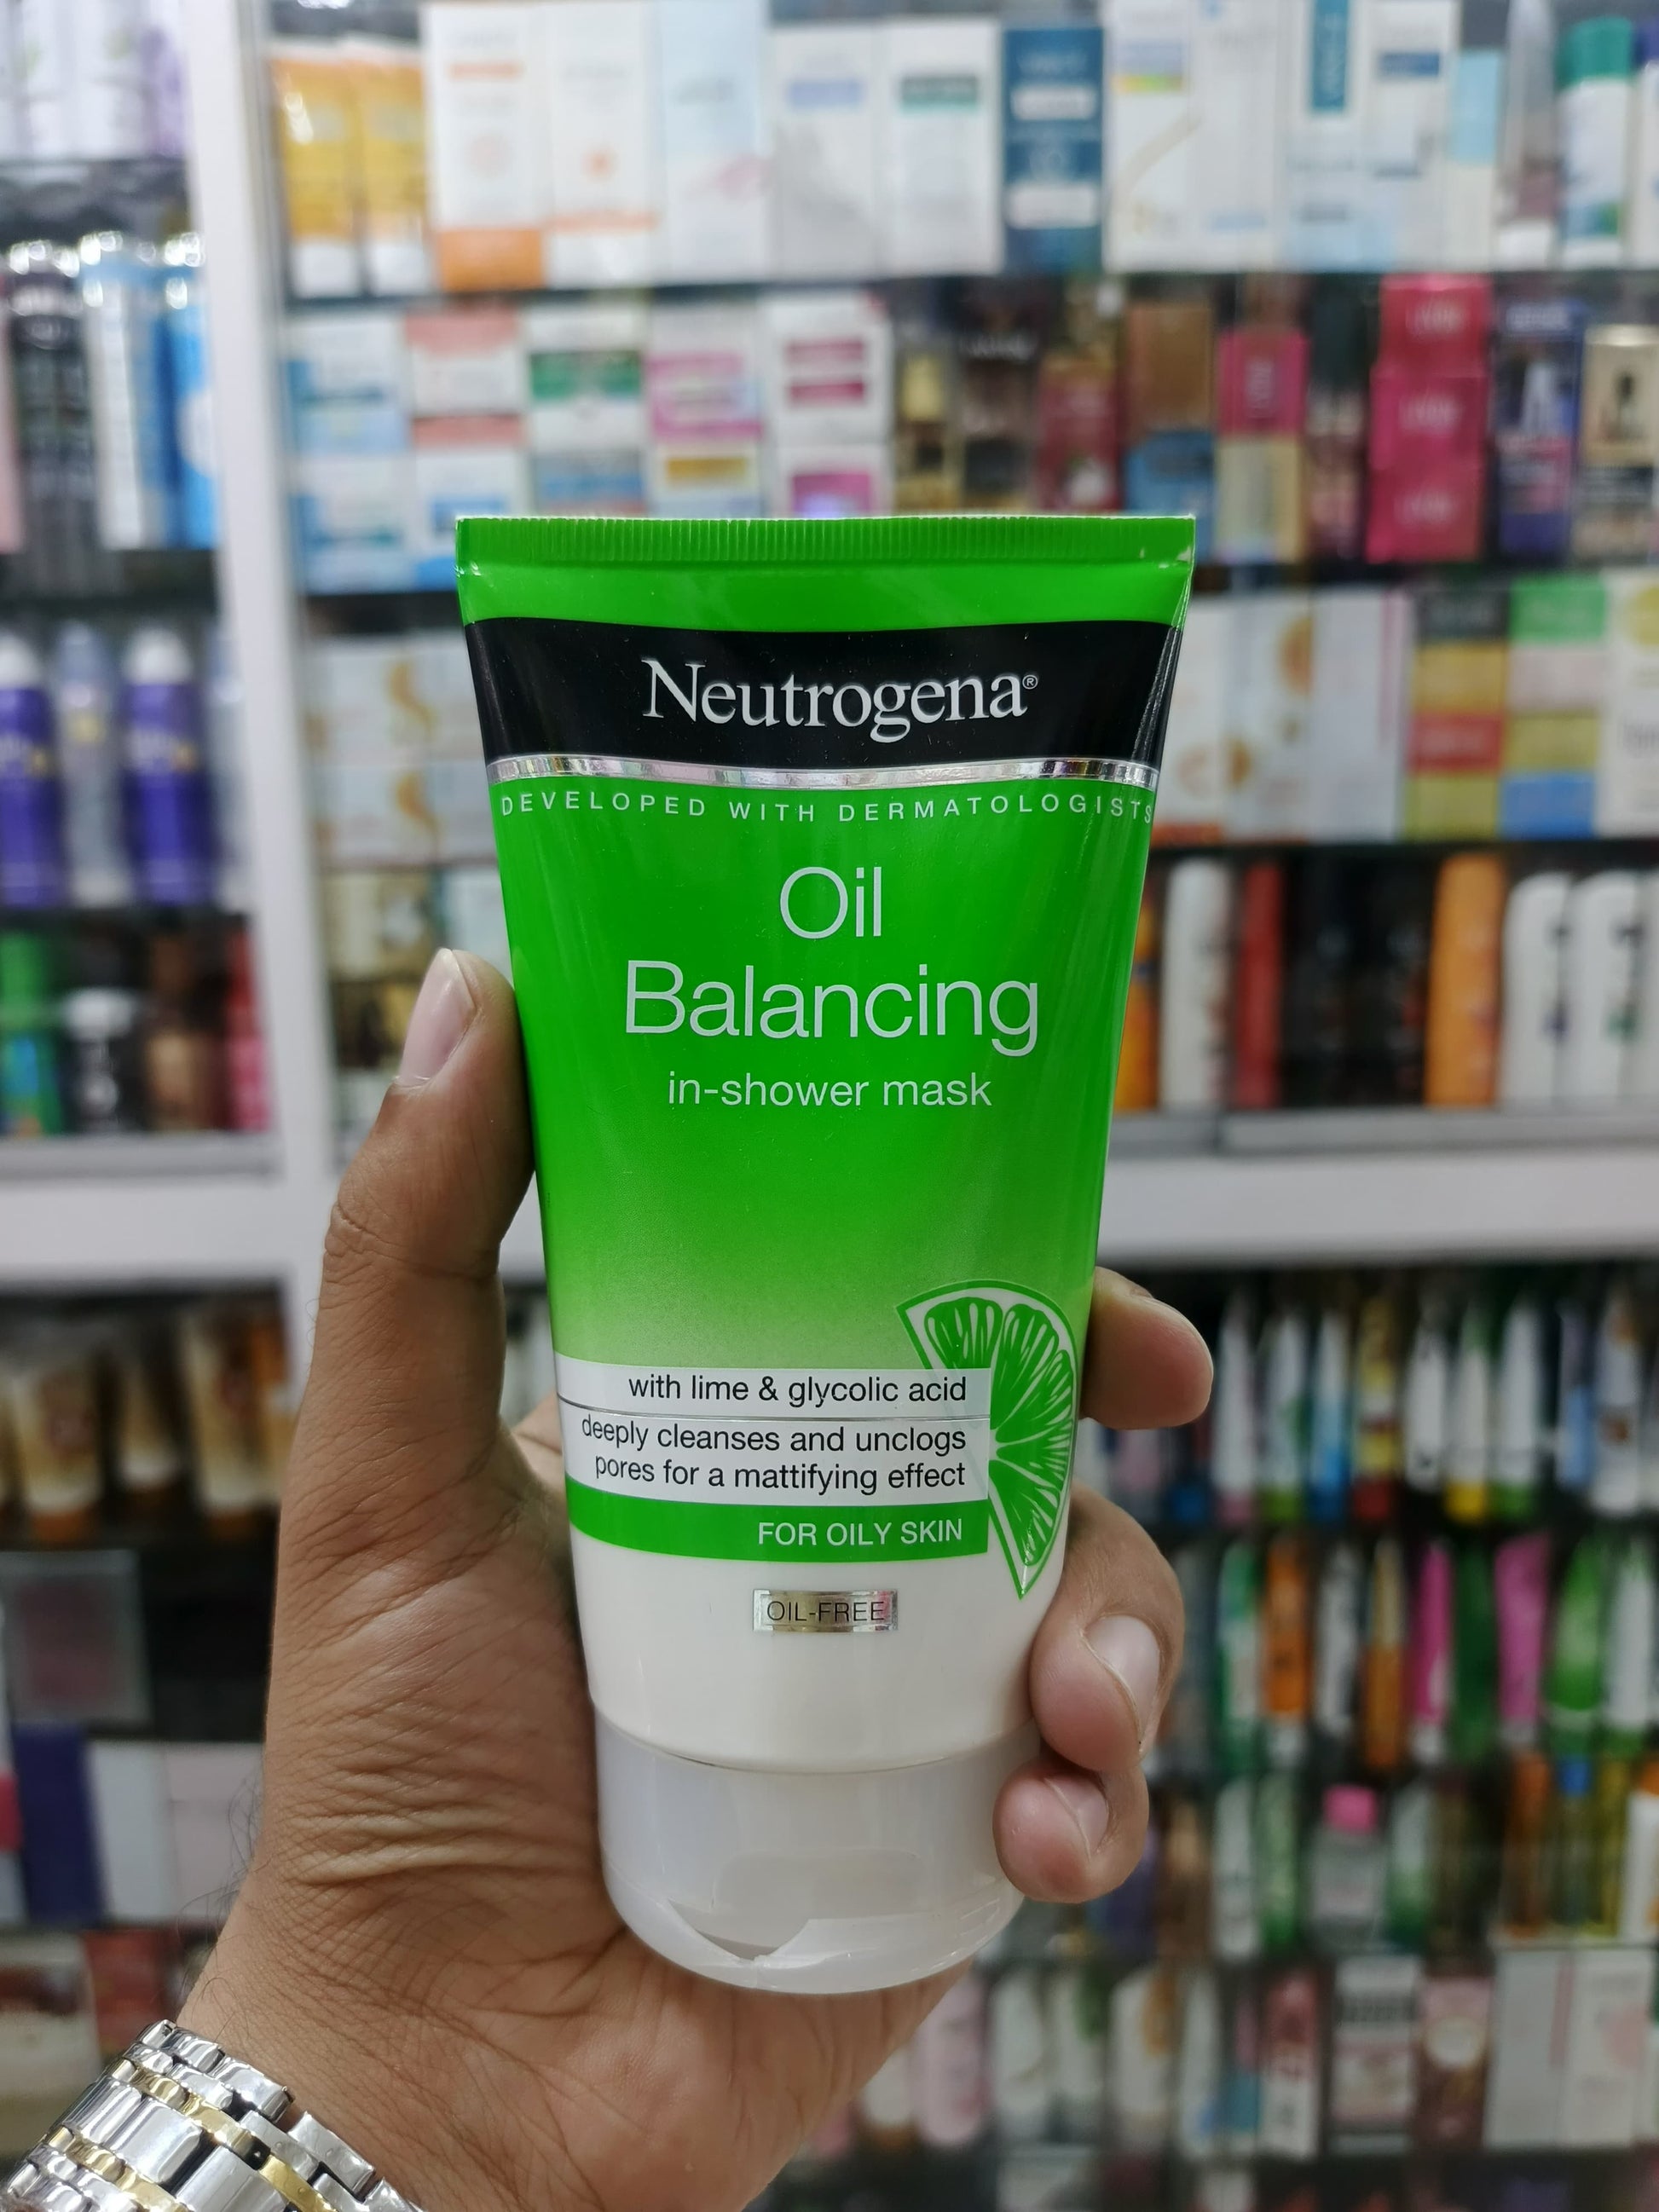 Neutrogena®
DEVELOPED WITH DERMATOLOGISTS
Oil
Balancing
in-shower mask
with lime & glycolic acid
deeply cleanses and unclogs
pores for a mattifying effect
FOR OILY SKIN
OIL-FREE